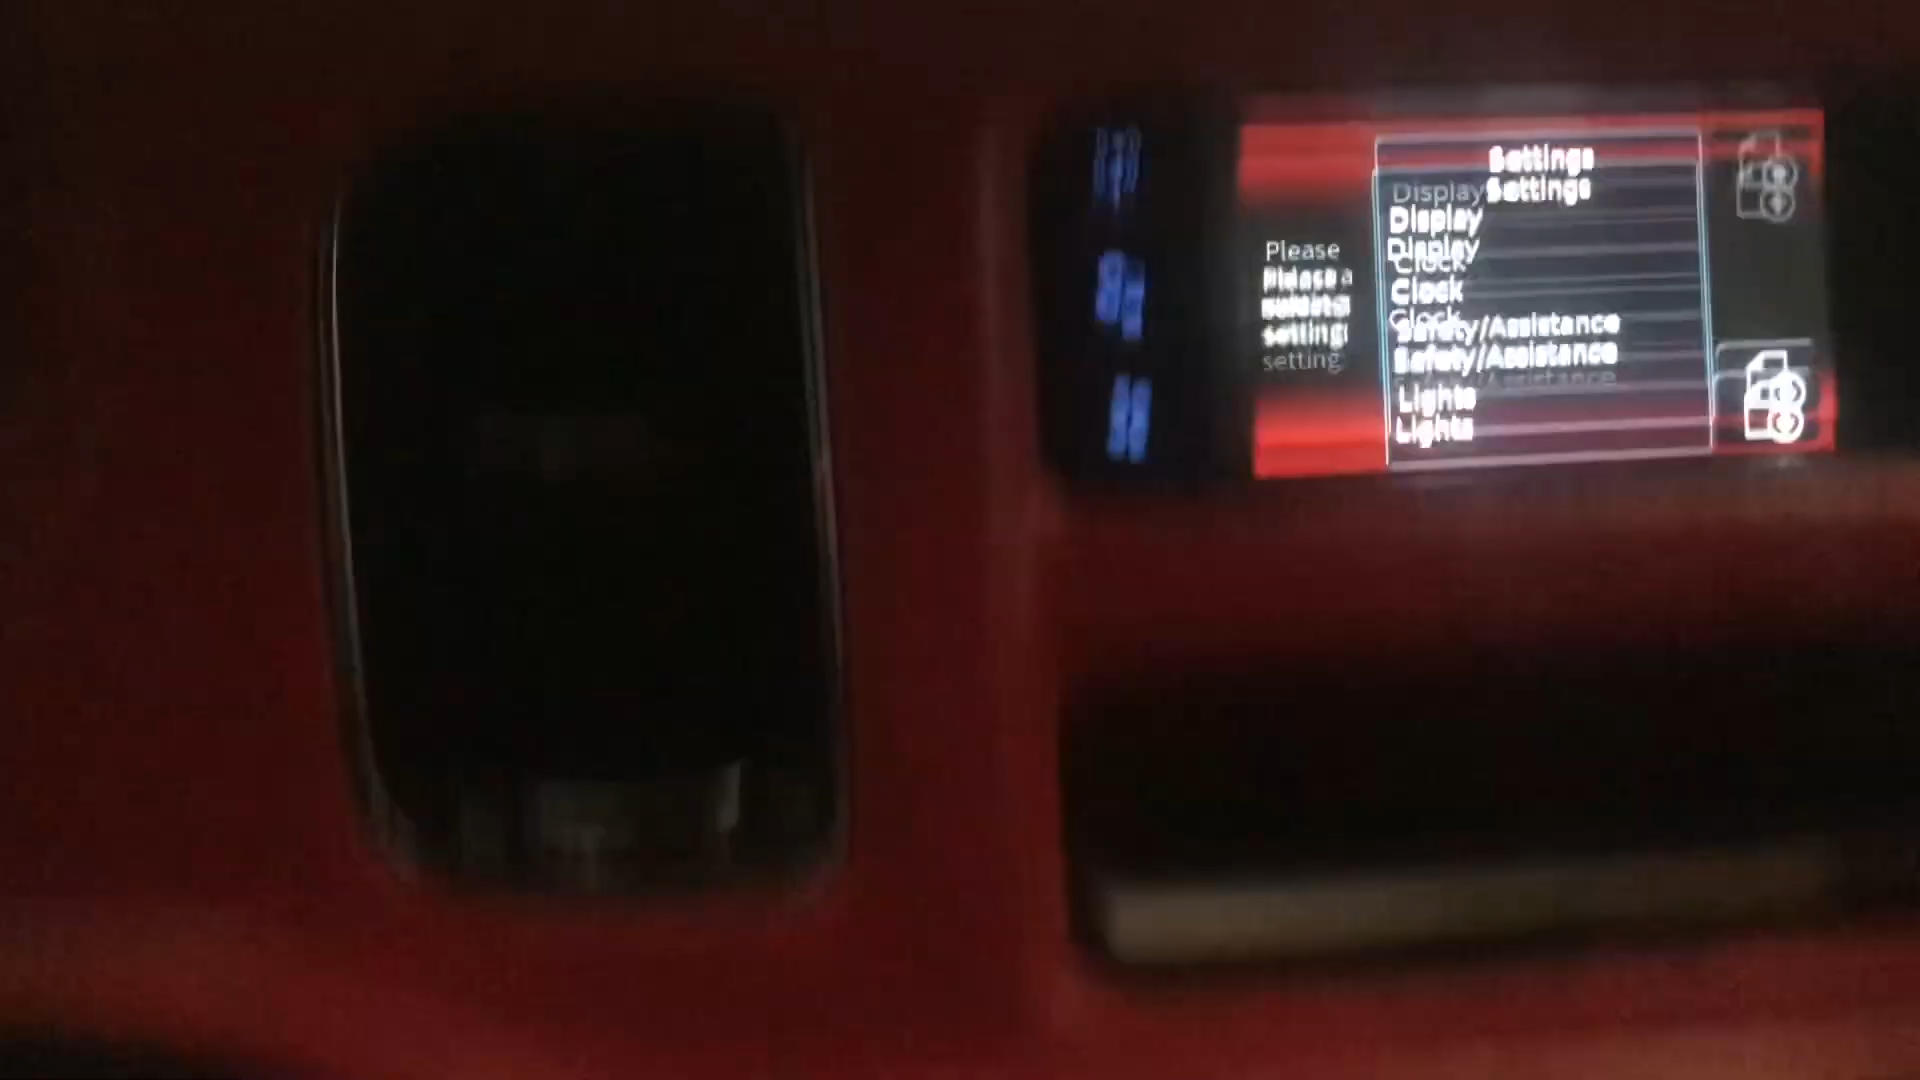 Settings
Display
Clock
Safety/Assistance
Lights
Please
setting